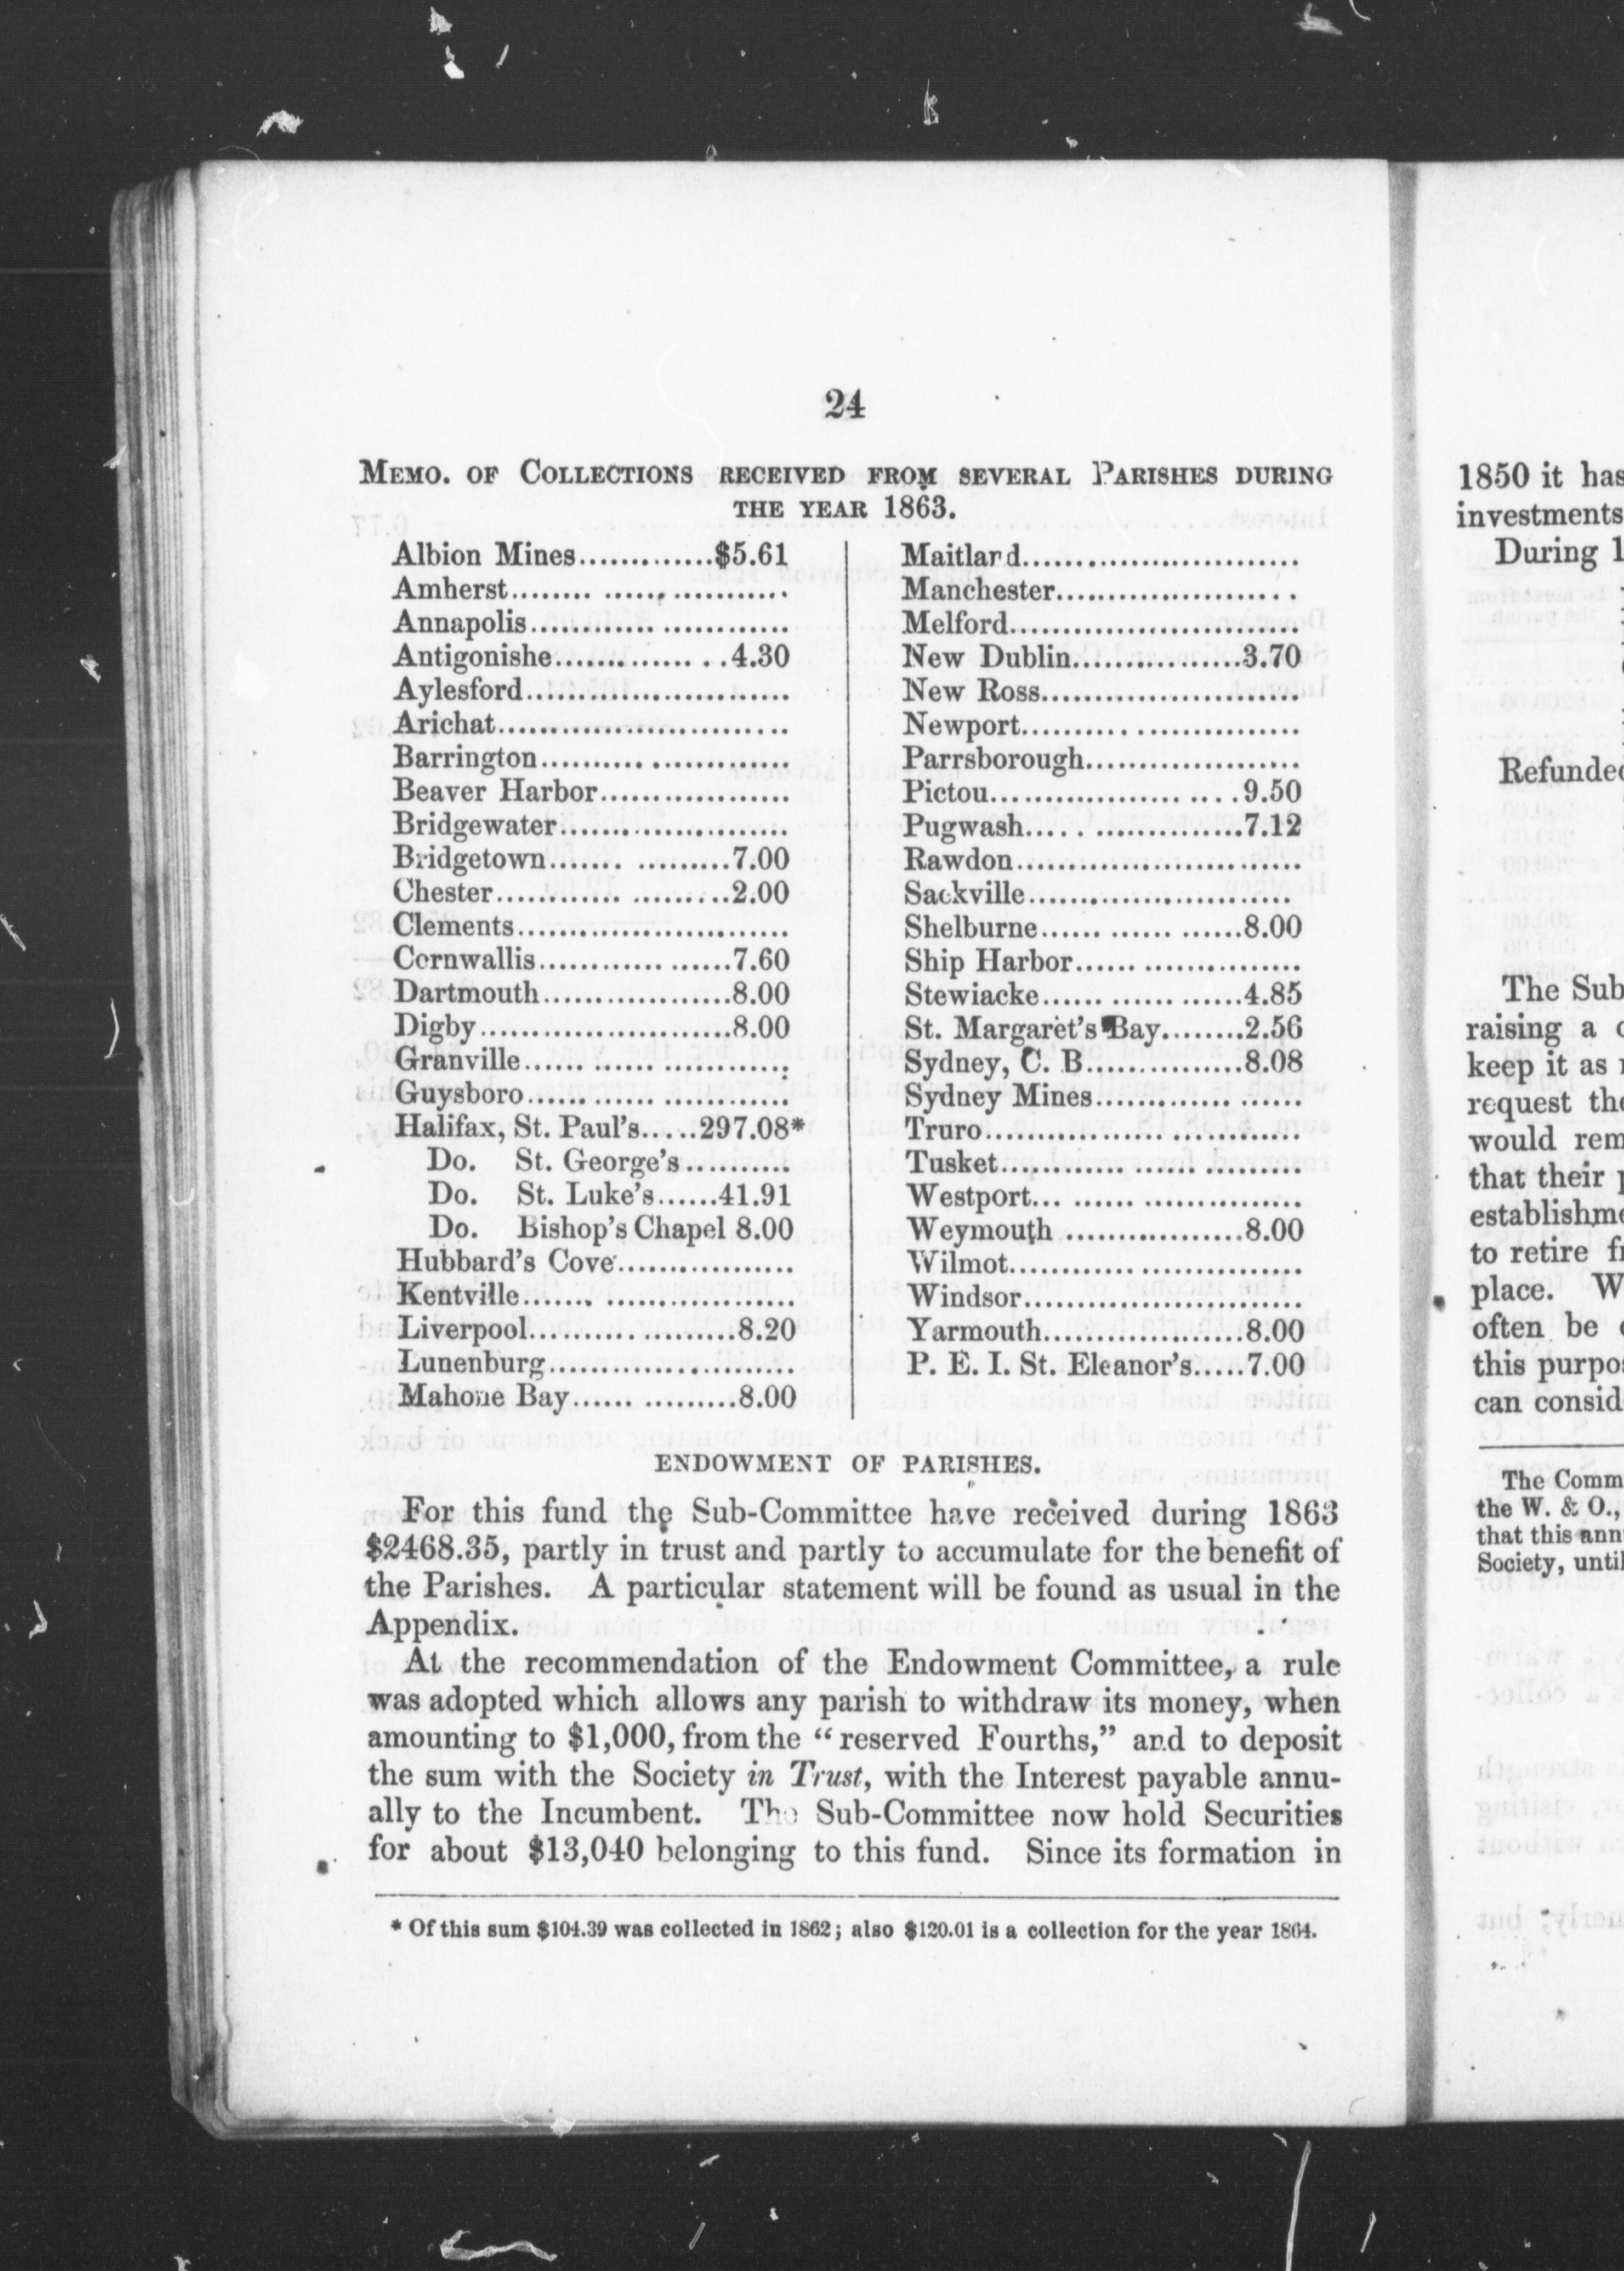 24
MEMO. OF COLLECTIONS RECEIVED FROM SEVERAL PARISHES DURING
THE YEAR 1863.
Albion Mines.............$5.61
Amherst..........................
Annapolis.........................
Antigonishe................4.30
Aylesford.........................
Arichat............................
Barrington........................
Beaver Harbor..................
Bridgewater......................
Bridgetown................7.00
Chester.....................2.00
Clements..........................
Cornwallis..................7.60
Dartmouth..................8.00
Digby........................8.00
Granville.........................
Guysboro.........................
Halifax, St. Paul's.....297.08*
Do. St. George's..........
Do. St. Luke's......41.91
Do. Bishop's Chapel 8.00
Hubbard's Cove.................
Kentville.........................
Liverpool...................8.20
Lunenburg.......................
Mahone Bay...............8.00
Maitland..........................
Manchester.......................
Melford............................
New Dublin................3.70
New Ross.........................
Newport..........................
Parrsborough....................
Pictou.......................9.50
Pugwash....................7.12
Rawdon...........................
Sackville.........................
Shelburne..................8.00
Ship Harbor.....................
Stewiacke..................4.85
St. Margaret's Bay........2.56
Sydney, C. B...............8.08
Sydney Mines...................
Truro..............................
Tusket............................
Westport.........................
Weymouth .................8.00
Wilmot............................
Windsor...........................
Yarmouth...................8.00
P. E. I. St. Eleanor's.....7.00
ENDOWMENT OF PARISHES.
For this fund the Sub-Committee have received during 1863
$2468.35, partly in trust and partly to accumulate for the benefit of
the Parishes. A particular statement will be found as usual in the
Appendix.
At the recommendation of the Endowment Committee, a rule
was adopted which allows any parish to withdraw its money, when
amounting to $1,000, from the "reserved Fourths," and to deposit
the sum with the Society in Trust, with the Interest payable annu-
ally to the Incumbent. The Sub-Committee now hold Securities
for about $13,040 belonging to this fund. Since its formation in
* Of this sum $104.39 was collected in 1862; also $120.01 is a collection for the year 1864.
1850 it has
investments
During 1
Refunded
The Sub
raising a
keep it as
request the
would rem
that their
establishme
to retire f
place. W
often be
this purpos
can consid
The Comm
the W. & O.,
that this ann
Society, until